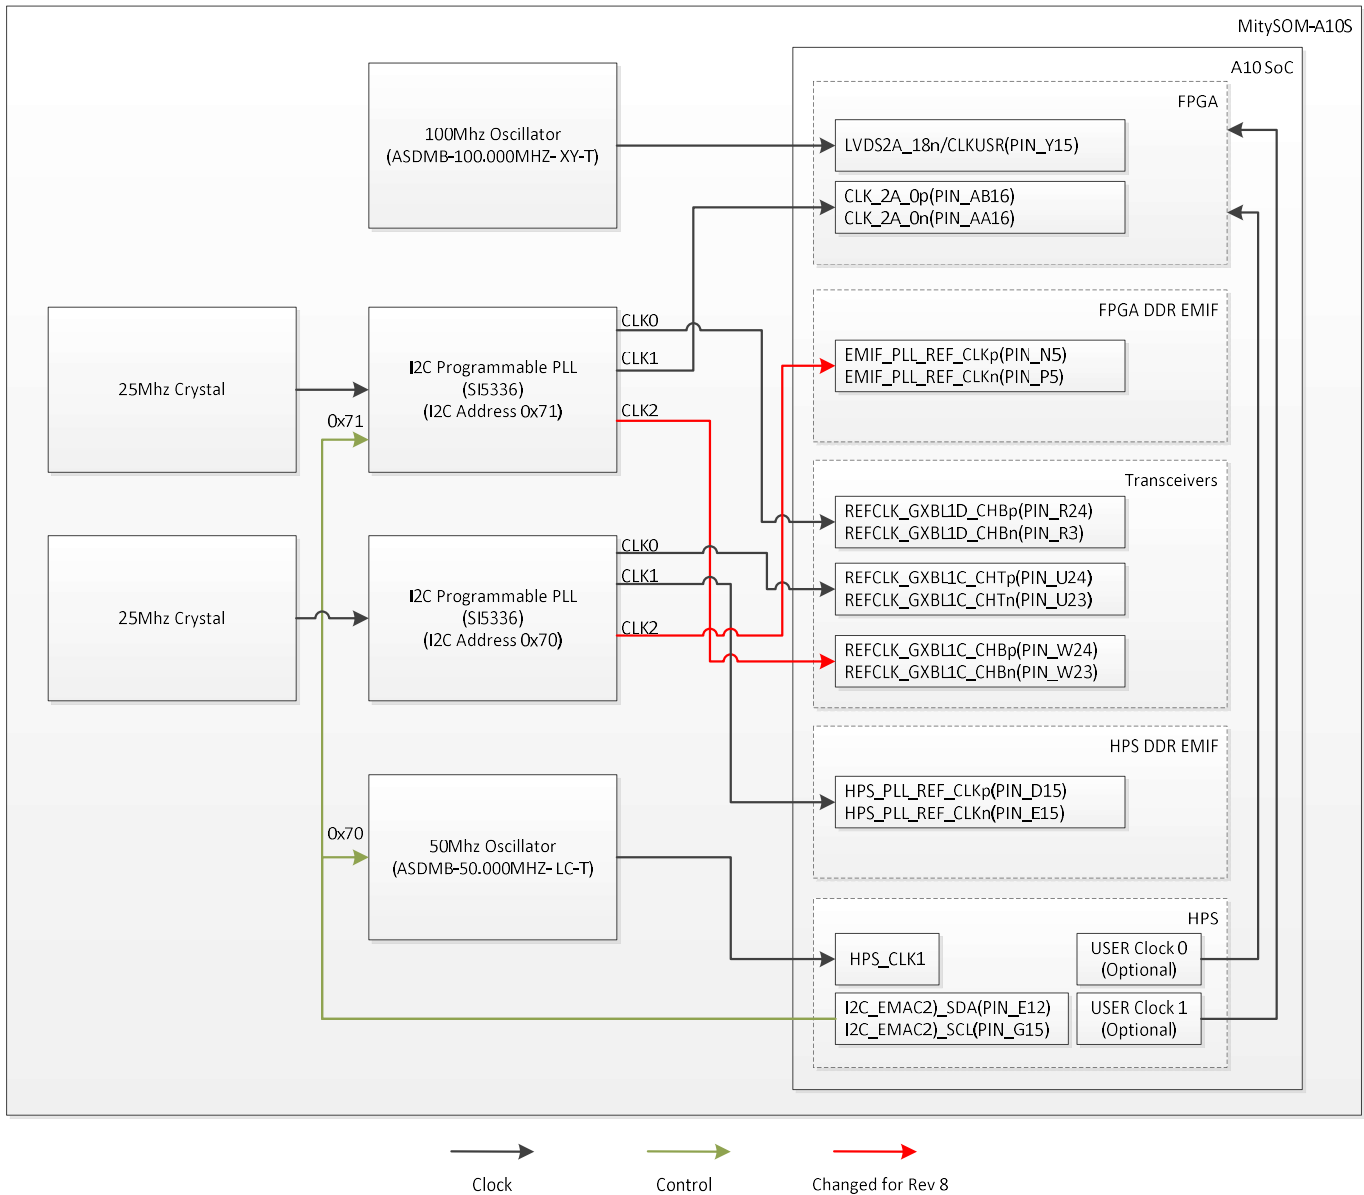 MitySOM-A10S
A10 SoC
FPGA
100Mhz Oscillator
(ASDMB-100.000MHZ- XY-T)
LVDS2A_18n/CLKUSR(PIN_Y15)
CLK_2A_0p(PIN_AB16)
CLK_2A_0n(PIN_AA16)
25Mhz Crystal
0x71
I2C Programmable PLL
(SI5336)
(I2C Address 0x71)
CLK0
CLK1
CLK2
FPGA DDR EMIF
EMIF_PLL_REF_CLKp(PIN_N5)
EMIF_PLL_REF_CLKn(PIN_P5)
Transceivers
REFCLK_GXBL1D_CHBp(PIN_R24)
REFCLK_GXBL1D_CHBn(PIN_R3)
REFCLK_GXBL1C_CHTp(PIN_U24)
REFCLK_GXBL1C_CHTn(PIN_U23)
REFCLK_GXBL1C_CHBp(PIN_W24)
REFCLK_GXBL1C_CHBn(PIN_W23)
25Mhz Crystal
I2C Programmable PLL
(SI5336)
(I2C Address 0x70)
CLK0
CLK1
CLK2
HPS DDR EMIF
HPS_PLL_REF_CLKp(PIN_D15)
HPS_PLL_REF_CLKn(PIN_E15)
0x70
50Mhz Oscillator
(ASDMB-50.000MHZ- LC-T)
HPS
HPS_CLK1
USER Clock 0
(Optional)
I2C_EMAC2)_SDA(PIN_E12)
I2C_EMAC2)_SCL(PIN_G15)
USER Clock 1
(Optional)
Clock
Control
Changed for Rev 8